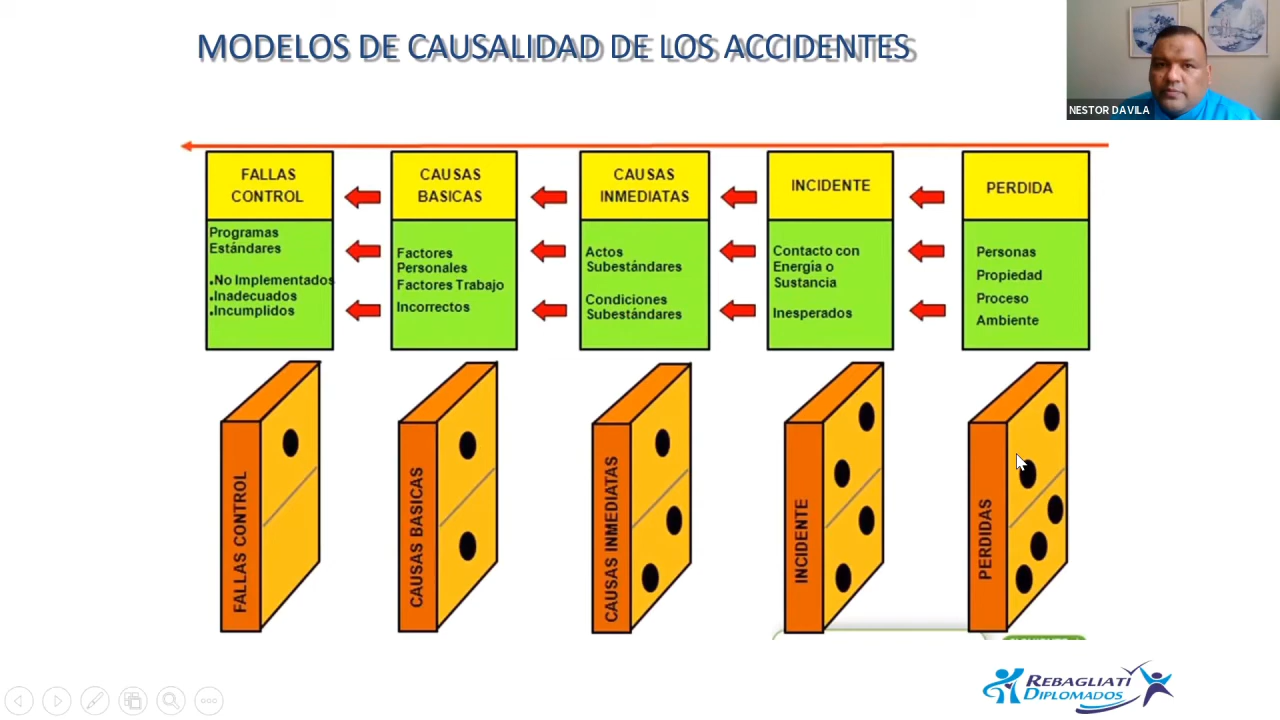 MODELOS DE CAUSALIDAD DE LOS ACCIDENTES
NESTOR DAVILA
FALLAS
CONTROL
Programas
Estándares
.No Implementados
.Inadecuados
.Incumplidos
CAUSAS
BASICAS
Factores
Personales
Factores Trabajo
Incorrectos
CAUSAS
INMEDIATAS
Actos
Subestándares
Condiciones
Subestándares
INCIDENTE
Contacto con
Energía o
Sustancia
Inesperados
PERDIDA
Personas
Propiedad
Proceso
Ambiente
FALLAS CONTROL
CAUSAS BASICAS
CAUSAS INMEDIATAS
INCIDENTE
PERDIDAS
REBAGLIATI
DIPLOMADOS